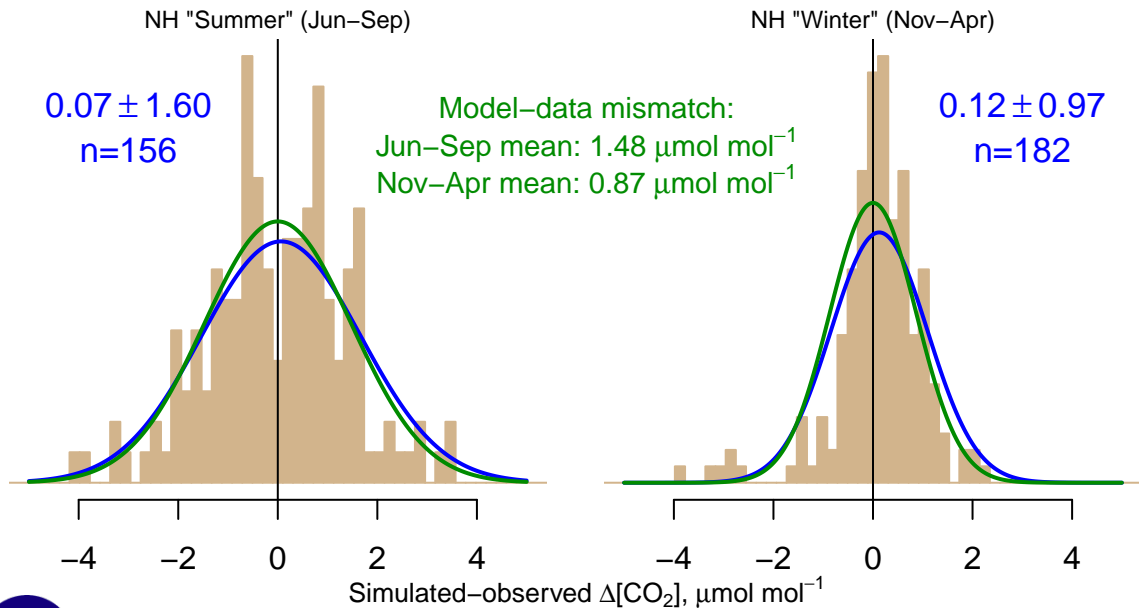 NH "Summer" (Jun−Sep)
0.07 ± 1.60
n=156
Model−data mismatch:
Jun−Sep mean: 1.48 μmol mol⁻¹
Nov−Apr mean: 0.87 μmol mol⁻¹
NH "Winter" (Nov−Apr)
0.12 ± 0.97
n=182
−4 −2 0 2 4
−4 −2 0 2 4
Simulated−observed Δ[CO₂], μmol mol⁻¹